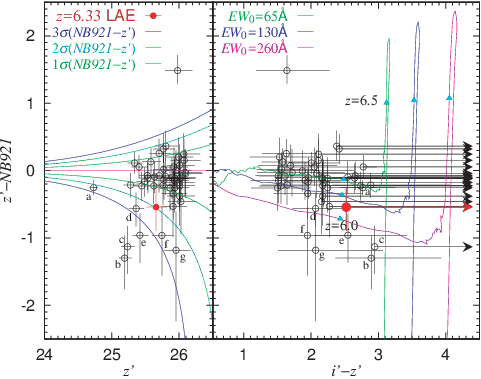 z=6.33 LAE
3σ(NB921−z')
2σ(NB921−z')
1σ(NB921−z')
EW0=65Å
EW0=130Å
EW0=260Å
z=6.5
z=6.0
a
d
e
c
b
g
a
d
f
e
c
g
b
2
1
0
-1
-2
z'−NB921
24
25
26
1
2
3
4
z'
i'−z'